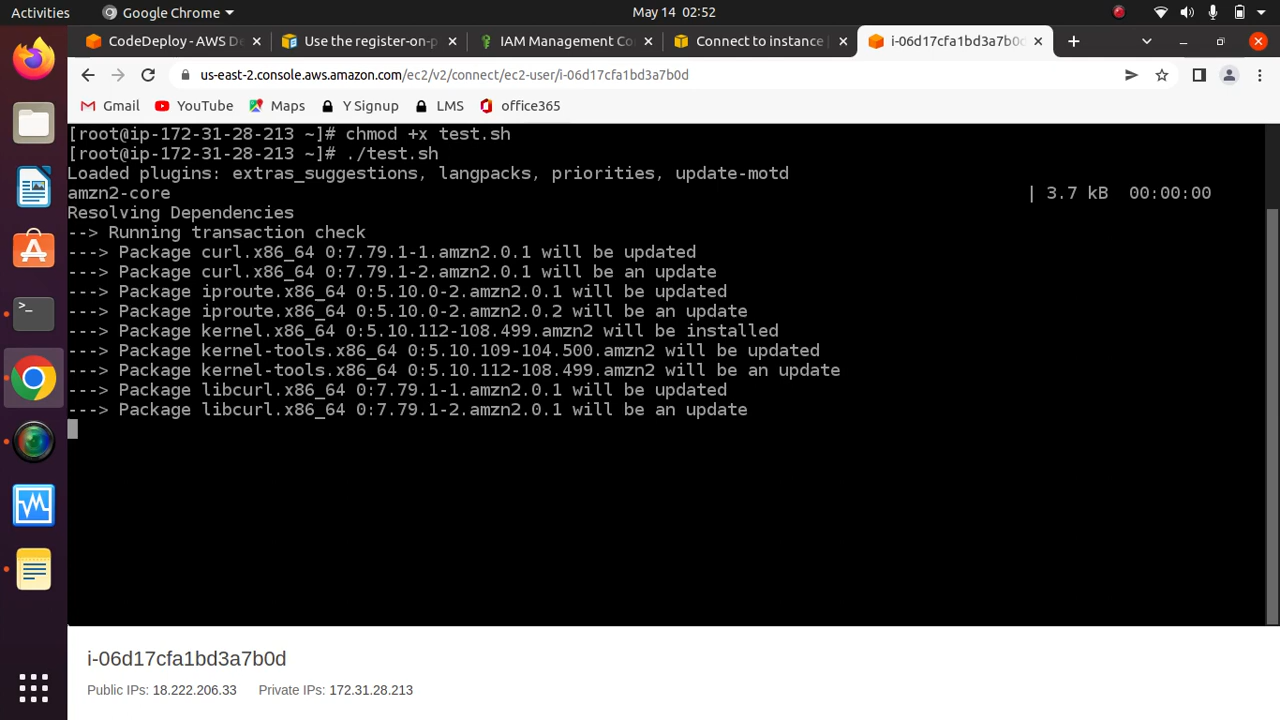 Activities Google Chrome May 14 02:52
CodeDeploy - AWS De Use the register-on-p IAM Management Co Connect to instance i-06d17cfa1bd3a7b0d
us-east-2.console.aws.amazon.com/ec2/v2/connect/ec2-user/i-06d17cfa1bd3a7b0d
Gmail YouTube Maps Y Signup LMS office365
[root@ip-172-31-28-213 ~]# chmod +x test.sh
[root@ip-172-31-28-213 ~]# ./test.sh
Loaded plugins: extras_suggestions, langpacks, priorities, update-motd
amzn2-core | 3.7 kB 00:00:00
Resolving Dependencies
--> Running transaction check
---> Package curl.x86_64 0:7.79.1-1.amzn2.0.1 will be updated
---> Package curl.x86_64 0:7.79.1-2.amzn2.0.1 will be an update
---> Package iproute.x86_64 0:5.10.0-2.amzn2.0.1 will be updated
---> Package iproute.x86_64 0:5.10.0-2.amzn2.0.2 will be an update
---> Package kernel.x86_64 0:5.10.112-108.499.amzn2 will be installed
---> Package kernel-tools.x86_64 0:5.10.109-104.500.amzn2 will be updated
---> Package kernel-tools.x86_64 0:5.10.112-108.499.amzn2 will be an update
---> Package libcurl.x86_64 0:7.79.1-1.amzn2.0.1 will be updated
---> Package libcurl.x86_64 0:7.79.1-2.amzn2.0.1 will be an update
i-06d17cfa1bd3a7b0d
Public IPs: 18.222.206.33 Private IPs: 172.31.28.213